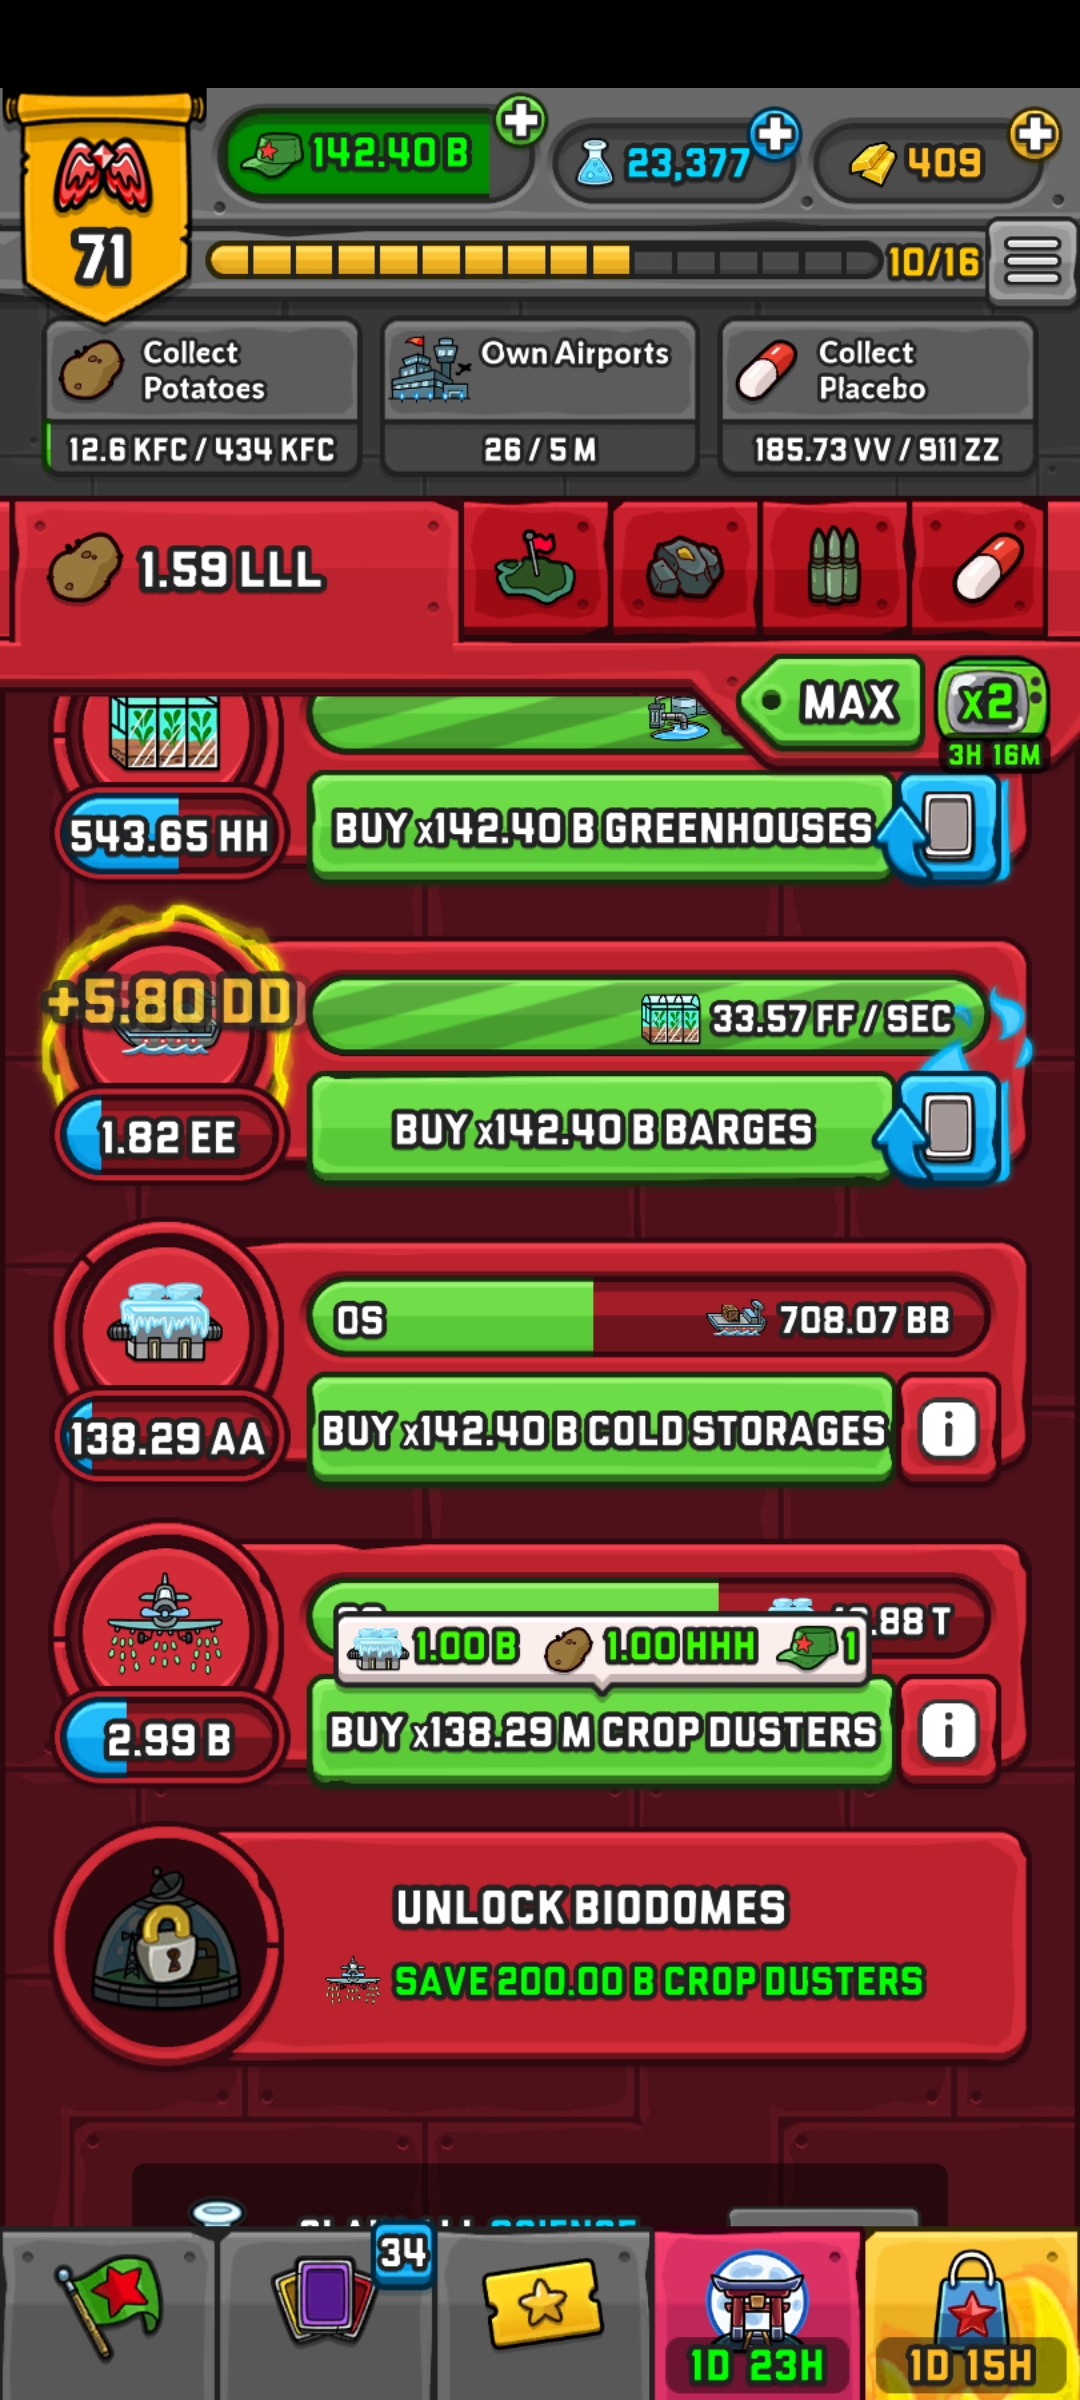 142.40 B
23,377
409
71
10/16
Collect
Potatoes
12.6 KFC / 434 KFC
Own Airports
26 / 5 M
Collect
Placebo
185.73 VV / 911 ZZ
1.59 LLL
MAX
x2
3H 16M
543.65 HH
BUY x142.40 B GREENHOUSES
+5.80 DD
33.57 FF / SEC
1.82 EE
BUY x142.40 B BARGES
0S
708.07 BB
138.29 AA
BUY x142.40 B COLD STORAGES
i
.88 T
1.00 B
1.00 HHH
1
2.99 B
BUY x138.29 M CROP DUSTERS
i
UNLOCK BIODOMES
SAVE 200.00 B CROP DUSTERS
34
1D 23H
1D 15H